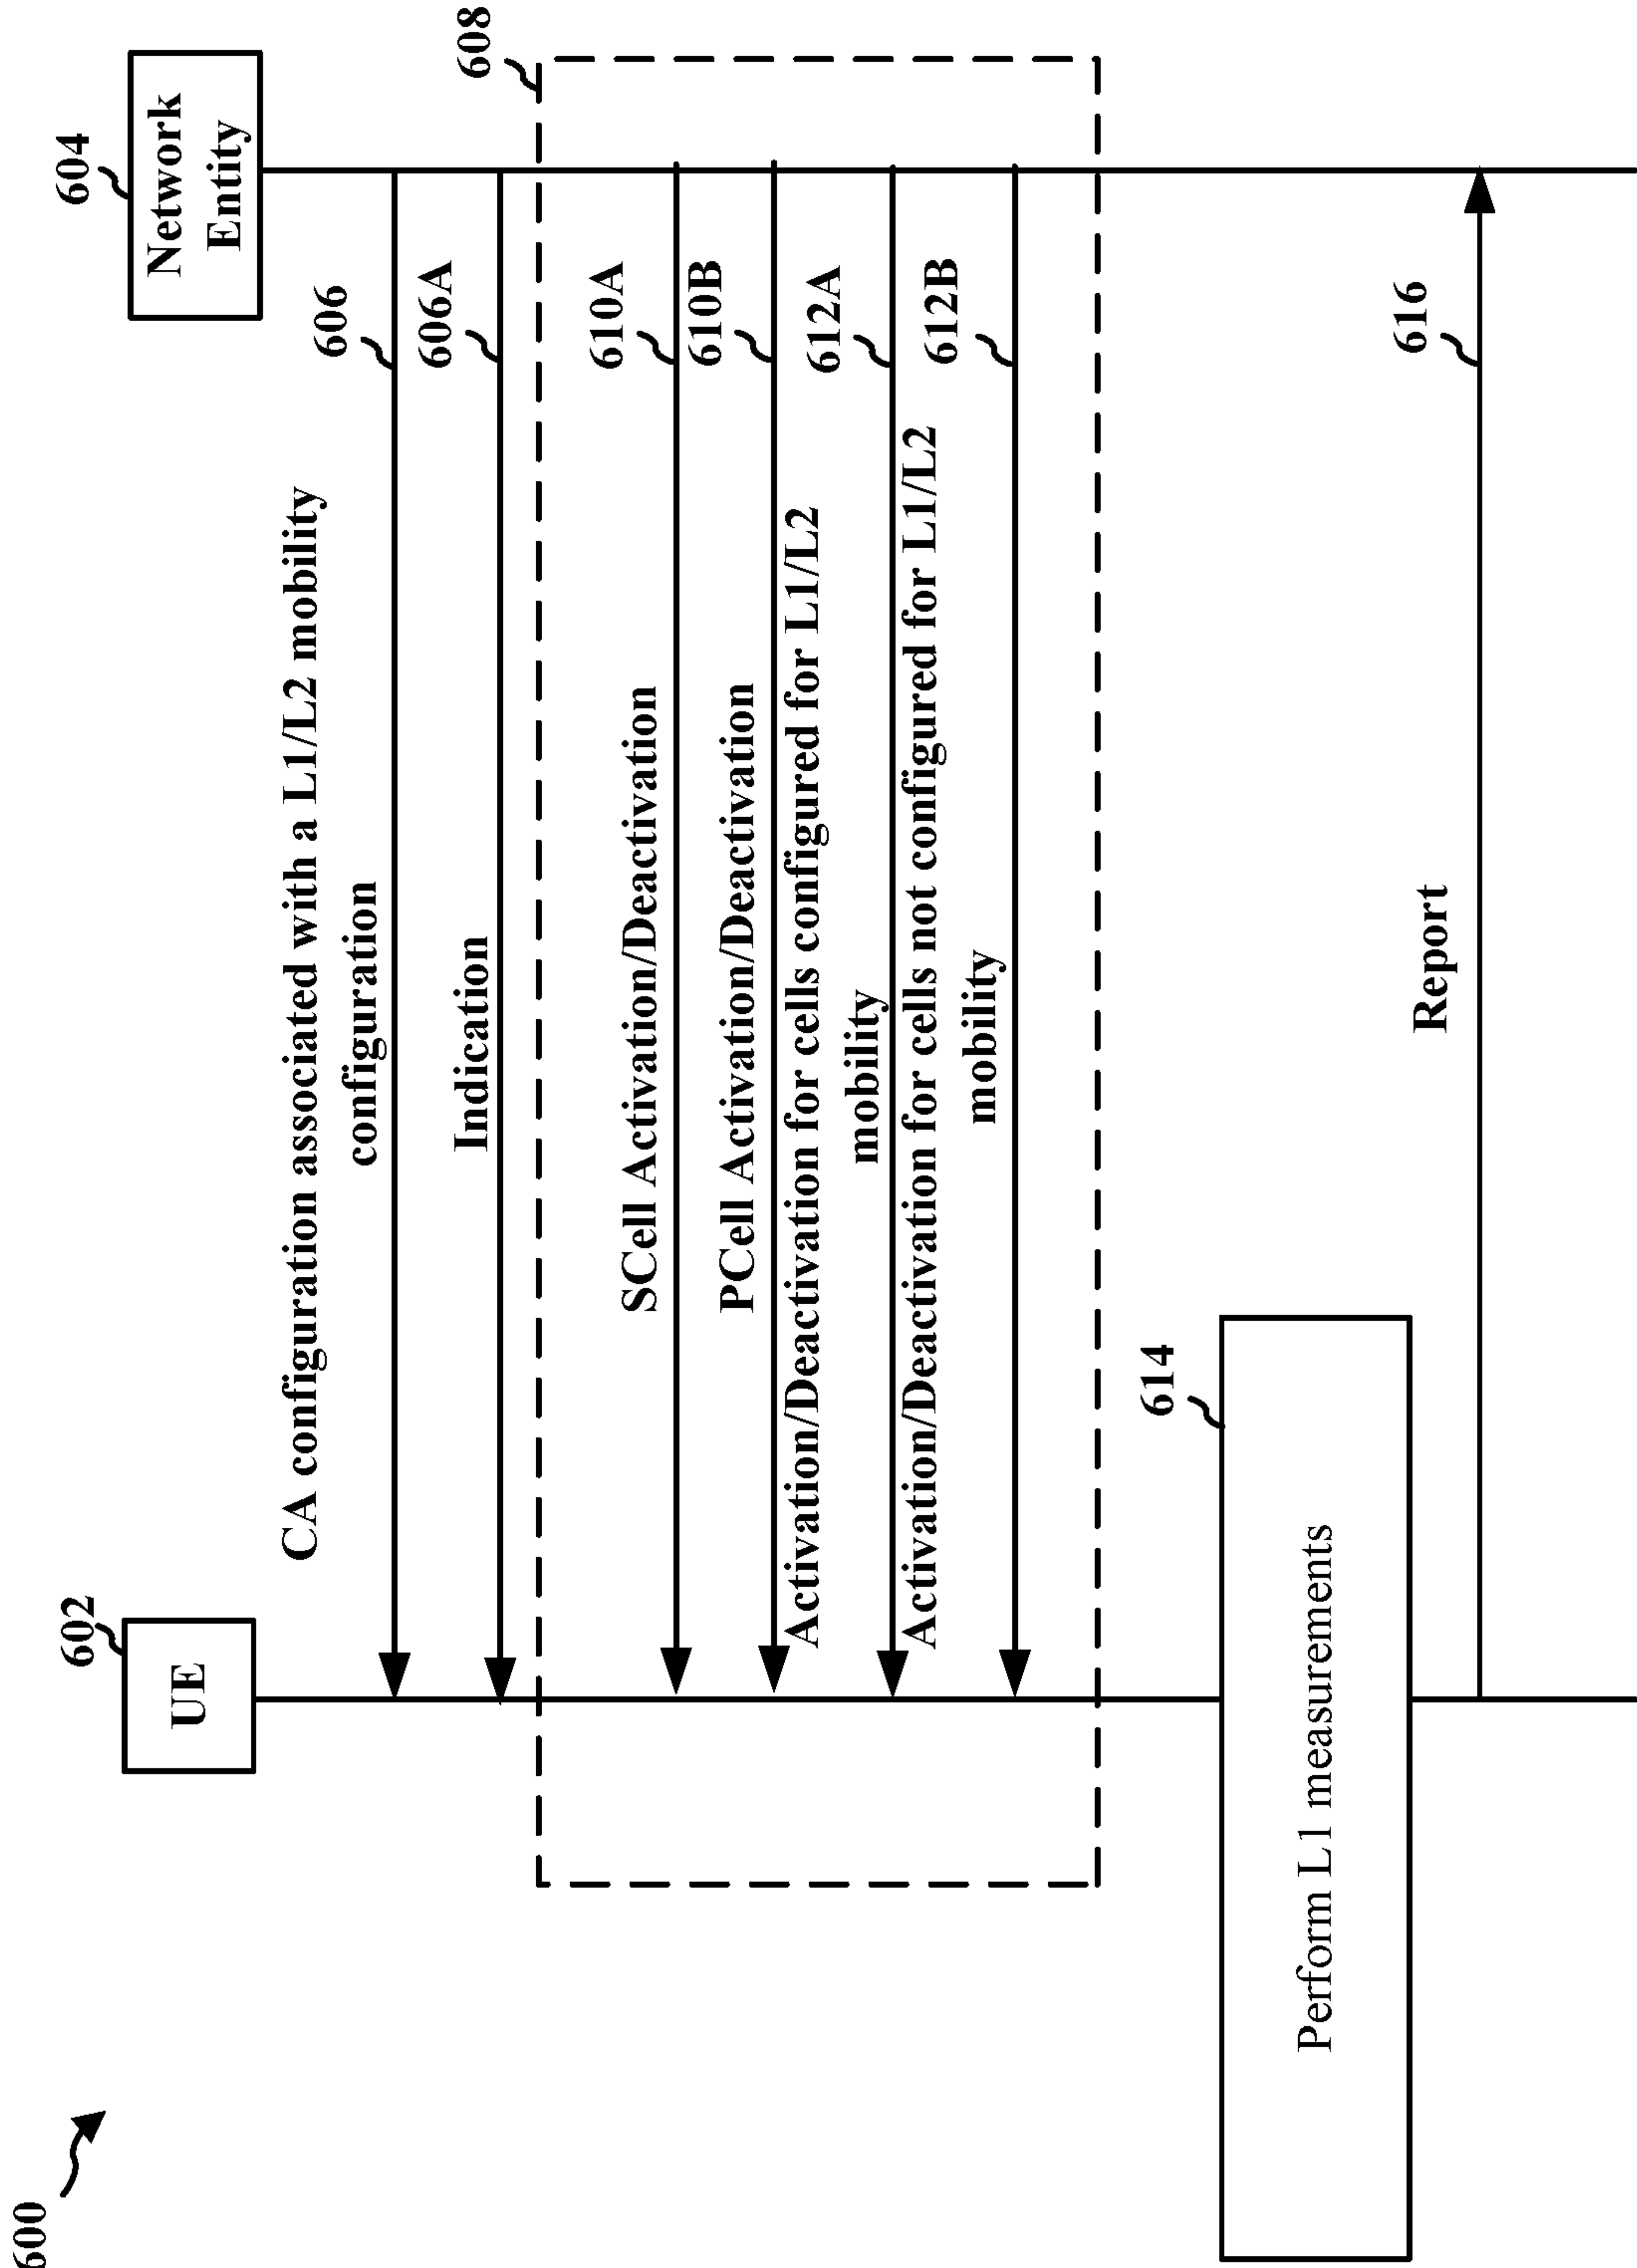 600
602
UE
604
Network
Entity
CA configuration associated with a L1/L2 mobility
configuration
606
Indication
606A
608
SCell Activation/Deactivation
610A
PCell Activation/Deactivation
610B
Activation/Deactivation for cells configured for L1/L2
mobility
612A
Activation/Deactivation for cells not configured for L1/L2
mobility
612B
614
Perform L1 measurements
Report
616